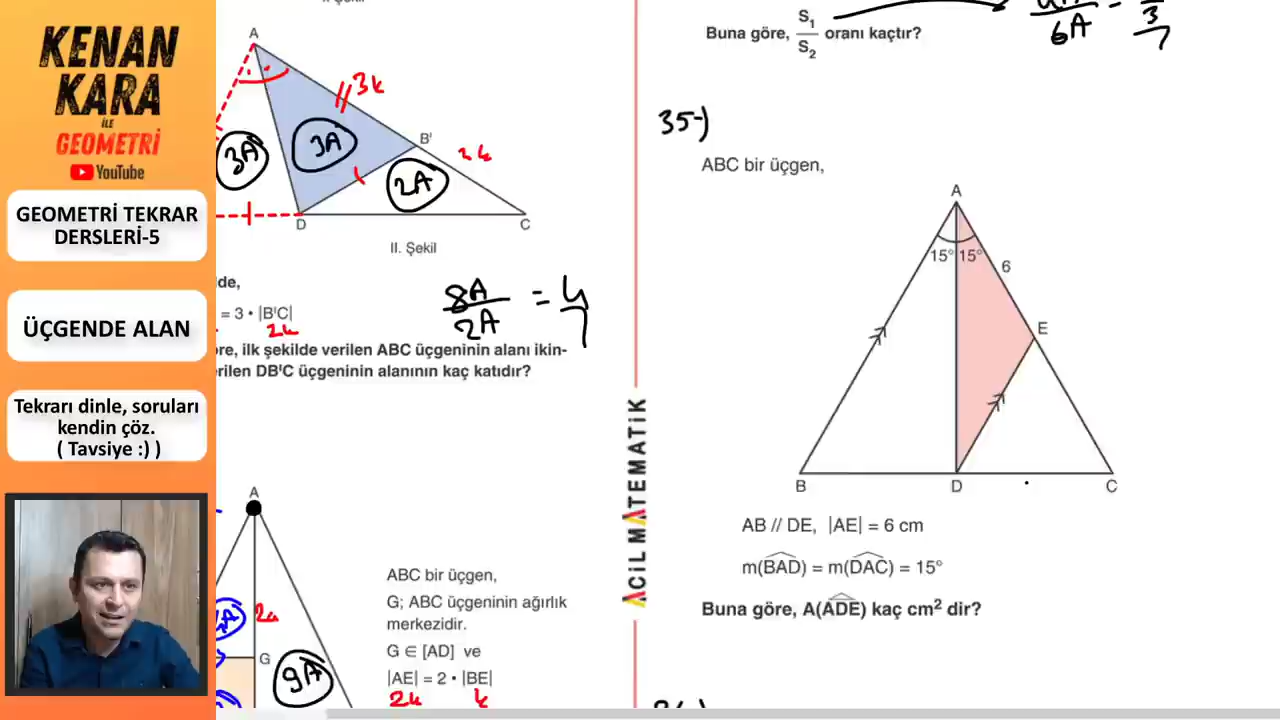 KENAN
KARA
İLE
GEOMETRİ
YouTube
GEOMETRİ TEKRAR
DERSLERİ-5
ÜÇGENDE ALAN
Tekrarı dinle, soruları
kendin çöz.
( Tavsiye :) )
A
3k
3A
3A
B'
2k
2A
D
C
II. Şekil
de,
= 3 • |B'C|
2k
8A
2A
= 4
re, ilk şekilde verilen ABC üçgeninin alanı ikin-
erilen DB'C üçgeninin alanının kaç katıdır?
A
G
9A
ABC bir üçgen,
G; ABC üçgeninin ağırlık
merkezidir.
G ∈ [AD] ve
|AE| = 2 • |BE|
2k k
ACİLMATEMATİK
Buna göre, S1/S2 oranı kaçtır?
6A
35-)
ABC bir üçgen,
A
15° 15°
6
E
B
D
C
AB // DE, |AE| = 6 cm
m(BAD) = m(DAC) = 15°
Buna göre, A(ADE) kaç cm² dir?